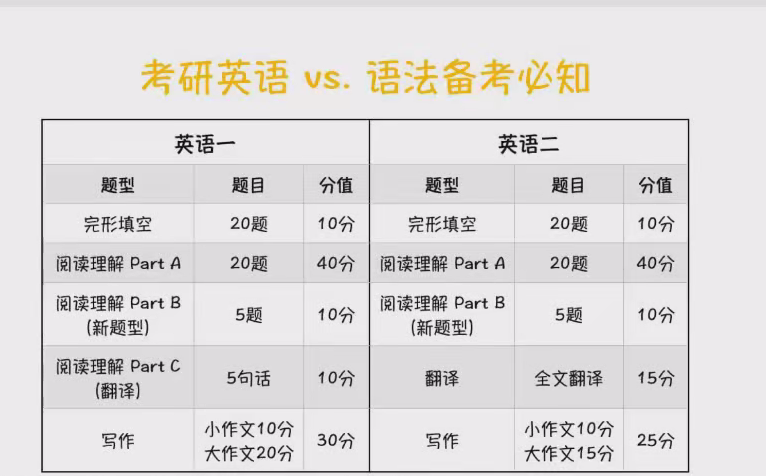 考研英语 vs. 语法备考必知
英语一 英语二
题型 题目 分值 题型 题目 分值
完形填空 20题 10分 完形填空 20题 10分
阅读理解 Part A 20题 40分 阅读理解 Part A 20题 40分
阅读理解 Part B
(新题型) 5题 10分 阅读理解 Part B
(新题型) 5题 10分
阅读理解 Part C
(翻译) 5句话 10分 翻译 全文翻译 15分
写作 小作文10分
大作文20分 30分 写作 小作文10分
大作文15分 25分